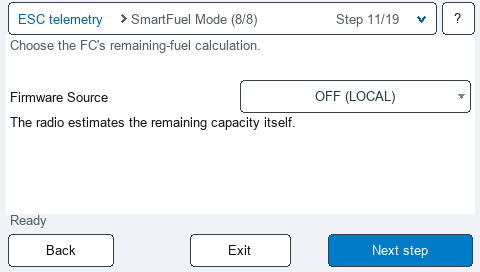 ESC telemetry > SmartFuel Mode (8/8) Step 11/19 ?
Choose the FC's remaining-fuel calculation.
Firmware Source OFF (LOCAL)
The radio estimates the remaining capacity itself.
Ready
Back Exit Next step